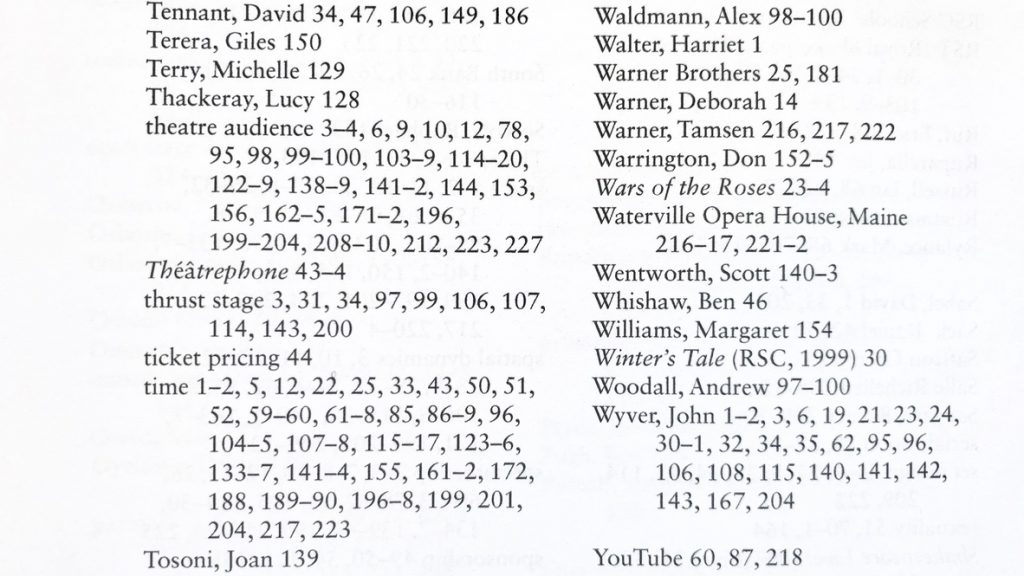 Tennant, David 34, 47, 106, 149, 186
Terera, Giles 150
Terry, Michelle 129
Thackeray, Lucy 128
theatre audience 3–4, 6, 9, 10, 12, 78,
95, 98, 99–100, 103–9, 114–20,
122–9, 138–9, 141–2, 144, 153,
156, 162–5, 171–2, 196,
199–204, 208–10, 212, 223, 227
Théâtrephone 43–4
thrust stage 3, 31, 34, 97, 99, 106, 107,
114, 143, 200
ticket pricing 44
time 1–2, 5, 12, 22, 25, 33, 43, 50, 51,
52, 59–60, 61–8, 85, 86–9, 96,
104–5, 107–8, 115–17, 123–6,
133–7, 141–4, 155, 161–2, 172,
188, 189–90, 196–8, 199, 201,
204, 217, 223
Tosoni, Joan 139
Waldmann, Alex 98–100
Walter, Harriet 1
Warner Brothers 25, 181
Warner, Deborah 14
Warner, Tamsen 216, 217, 222
Warrington, Don 152–5
Wars of the Roses 23–4
Waterville Opera House, Maine
216–17, 221–2
Wentworth, Scott 140–3
Whishaw, Ben 46
Williams, Margaret 154
Winter's Tale (RSC, 1999) 30
Woodall, Andrew 97–100
Wyver, John 1–2, 3, 6, 19, 21, 23, 24,
30–1, 32, 34, 35, 62, 95, 96,
106, 108, 115, 140, 141, 142,
143, 167, 204
YouTube 60, 87, 218